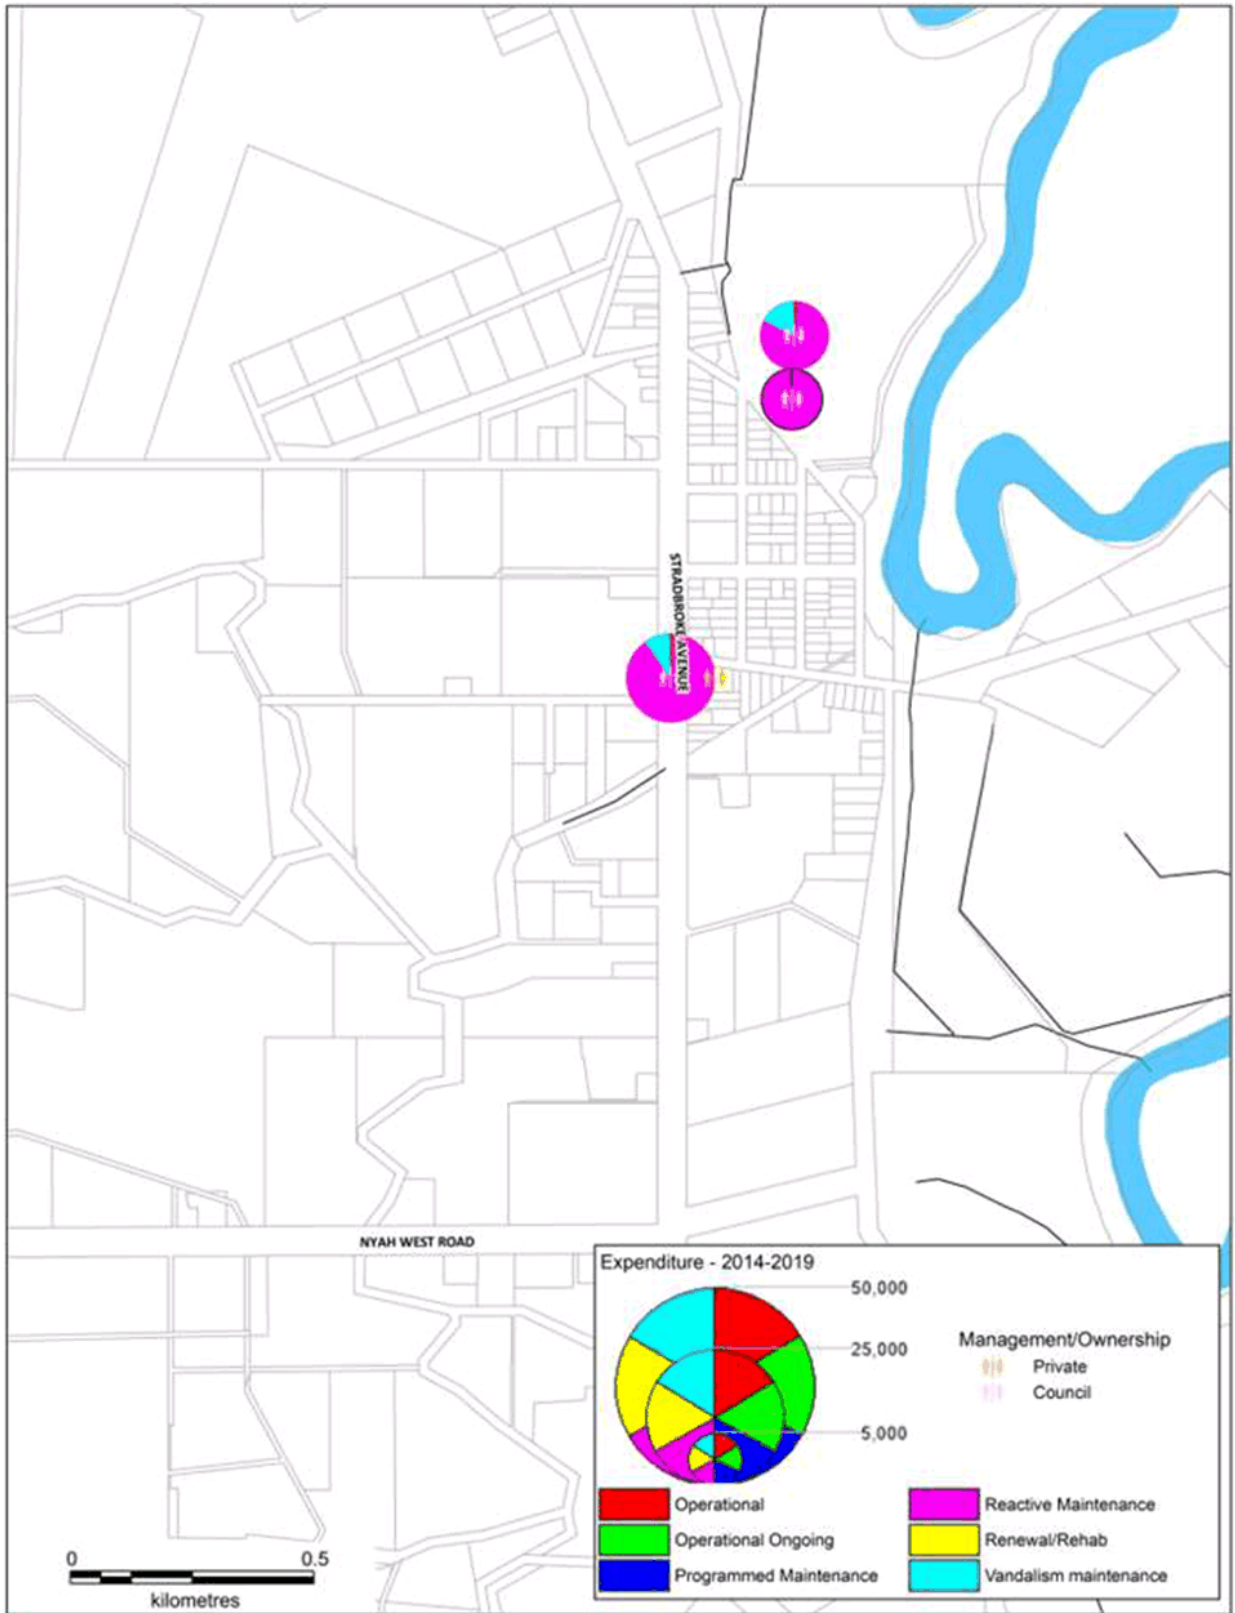 STRADBROKE AVENUE
NYAH WEST ROAD
Expenditure - 2014-2019
50,000
25,000
5,000
Management/Ownership
Private
Council
Operational
Operational Ongoing
Programmed Maintenance
Reactive Maintenance
Renewal/Rehab
Vandalism maintenance
0 0.5
kilometres